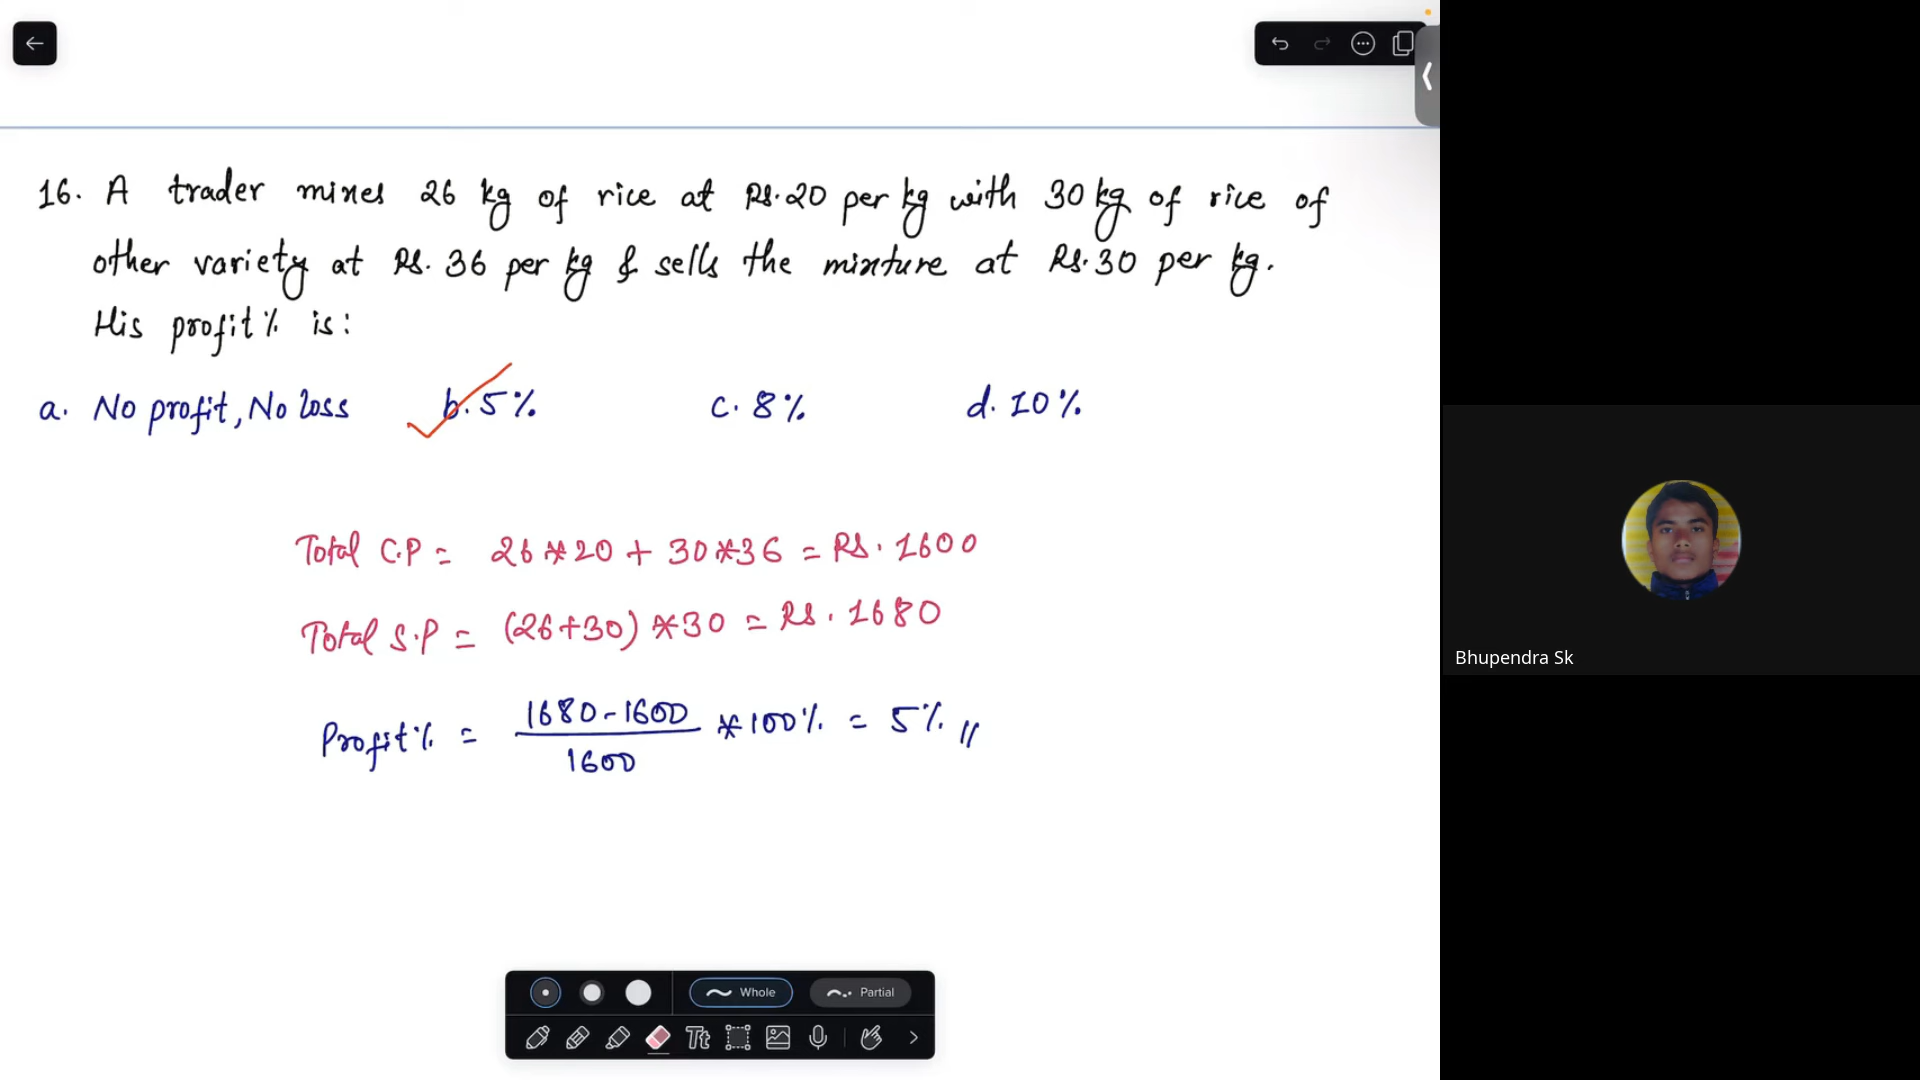 16. A trader mixes 26 kg of rice at Rs.20 per kg with 30 kg of rice of
other variety at Rs. 36 per kg & sells the mixture at Rs.30 per kg.
His profit% is:
a. No profit, No loss b. 5% c. 8% d. 10%
Total C.P = 26*20 + 30*36 = Rs. 1600
Total S.P = (26+30) *30 = Rs. 1680
Profit% = 1680-1600 / 1600 *100% = 5% //
Bhupendra Sk
Whole Partial
Tt